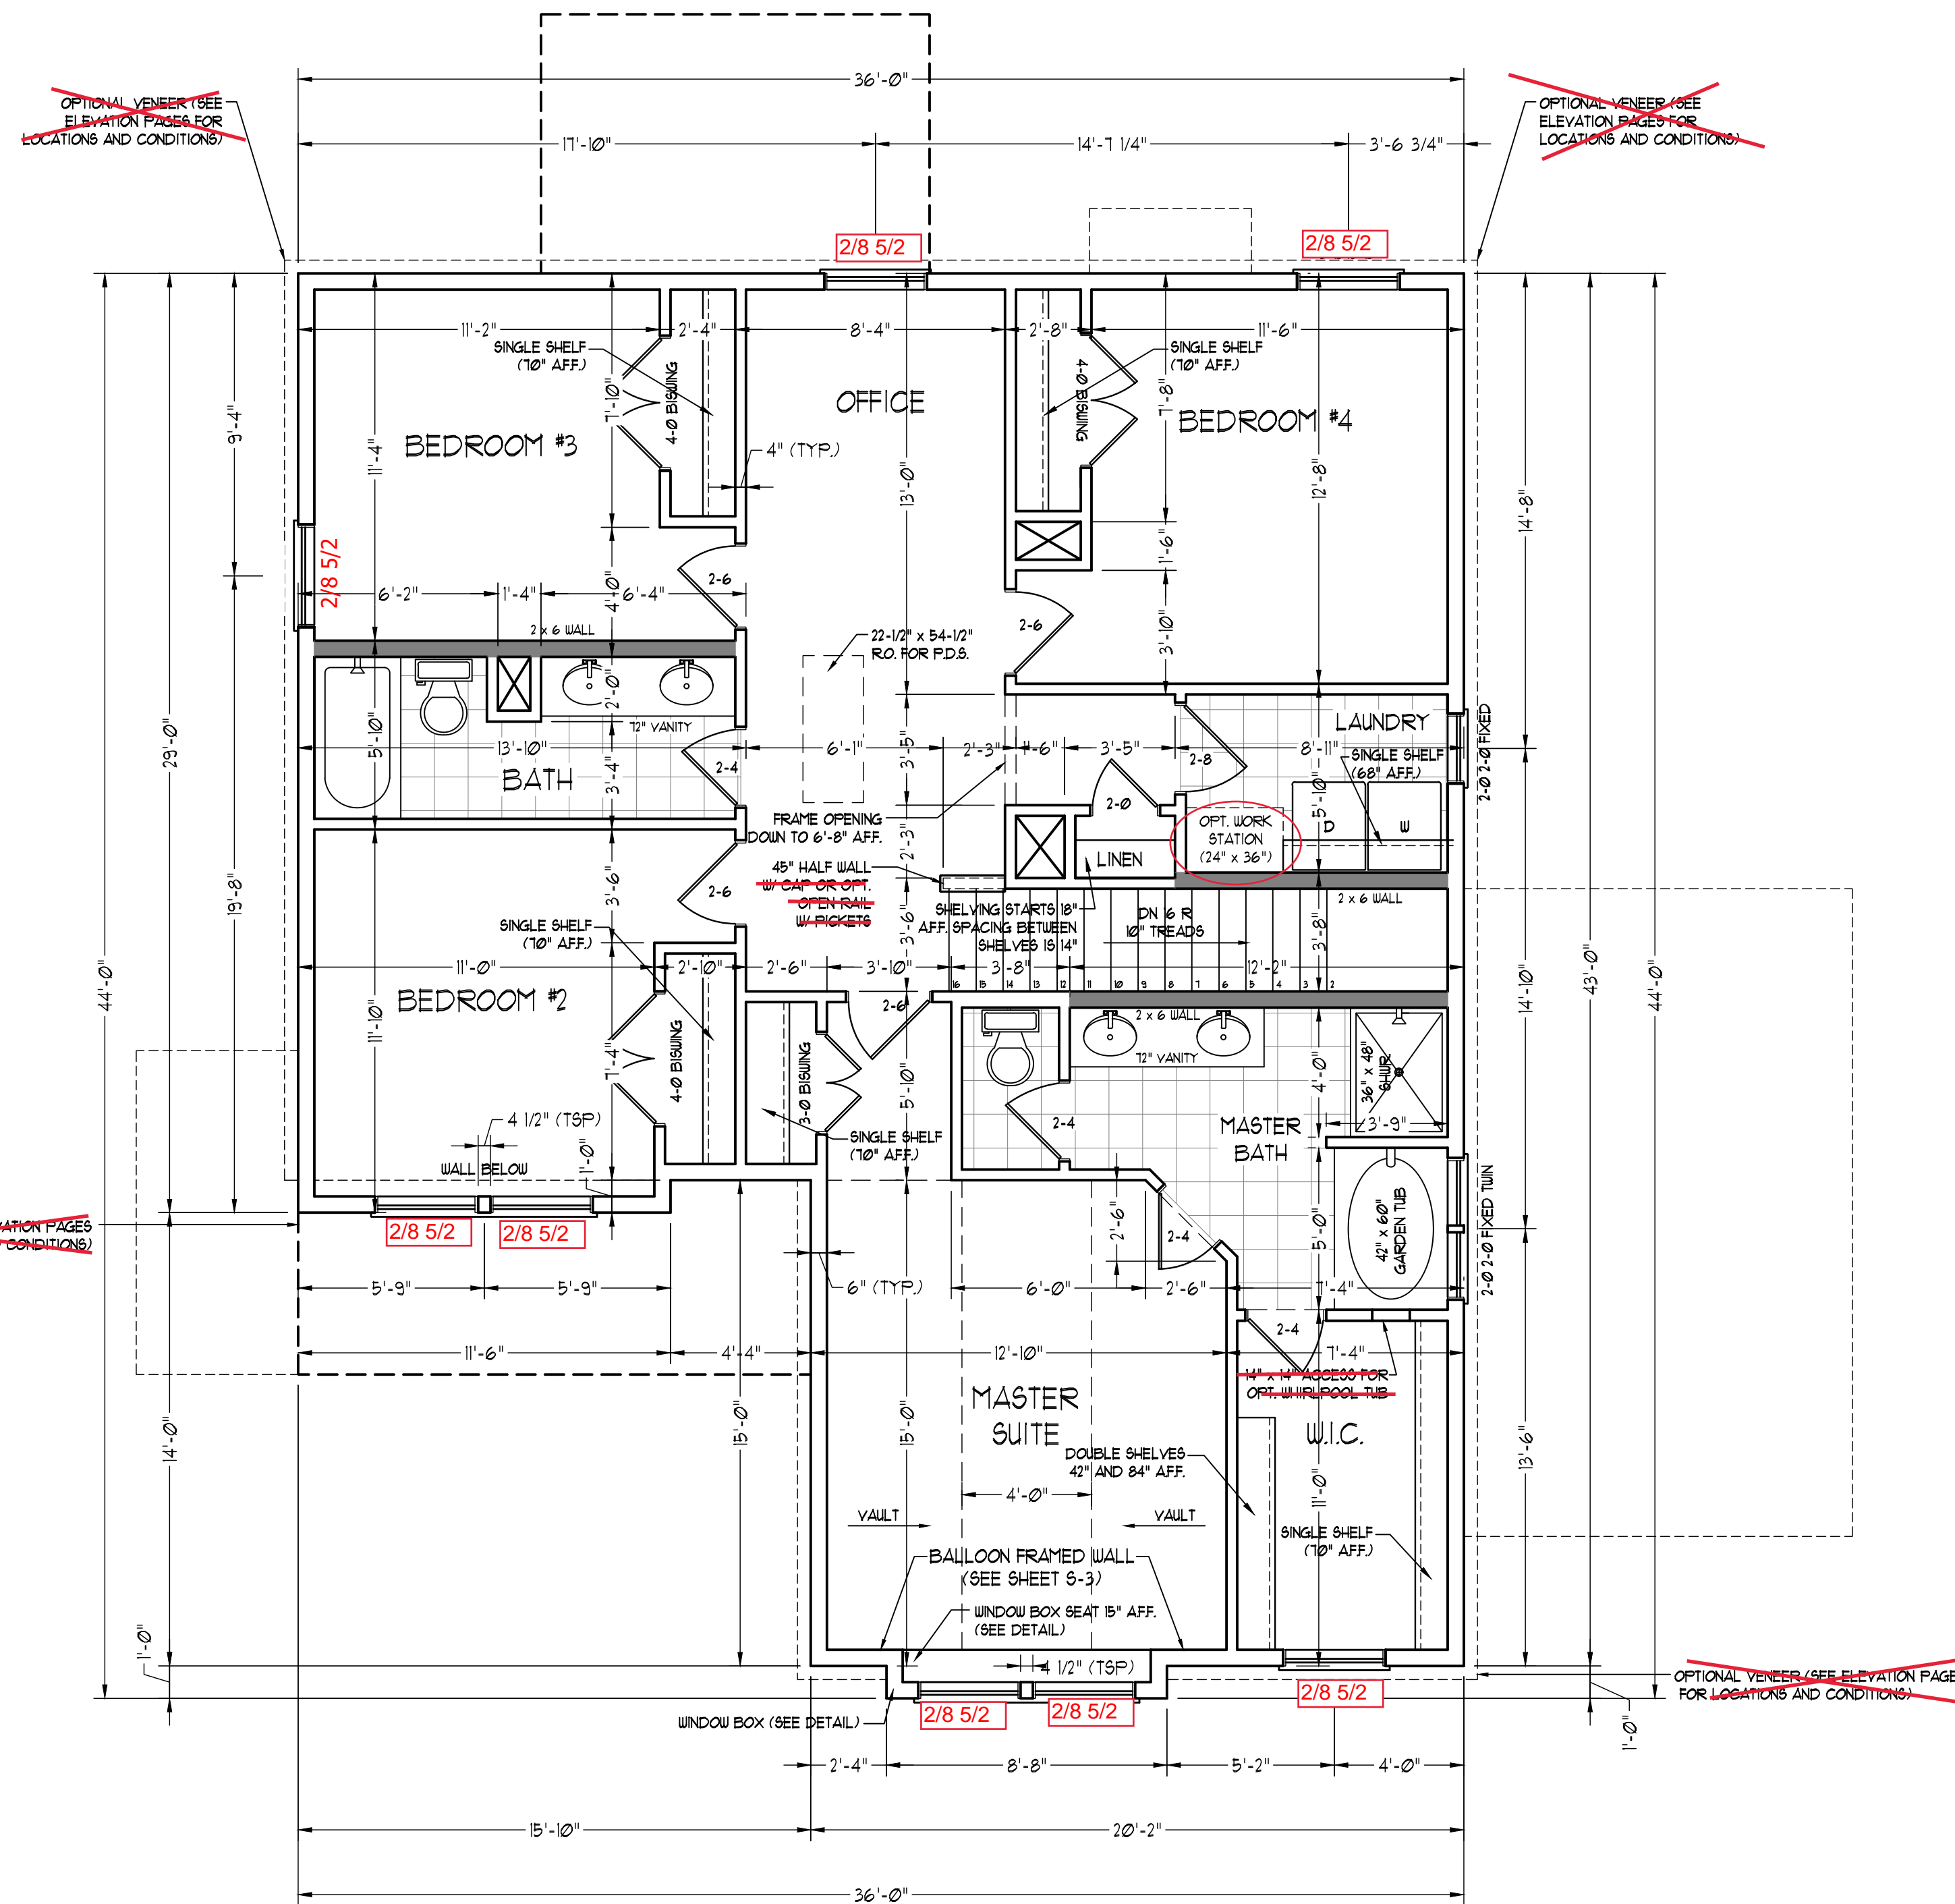 36'-0"
OPTIONAL VENEER (SEE
ELEVATION PAGES FOR
LOCATIONS AND CONDITIONS)
OPTIONAL VENEER (SEE
ELEVATION PAGES FOR
LOCATIONS AND CONDITIONS)
17'-10"
14'-7 1/4"
3'-6 3/4"
2/8 5/2
2/8 5/2
11'-2"
2'-4"
8'-4"
2'-8"
11'-6"
SINGLE SHELF
(70" A.F.F.)
SINGLE SHELF
(70" A.F.F.)
4-0 BISWING
4-0 BISWING
7'-10"
7'-8"
OFFICE
BEDROOM #3
BEDROOM #4
9'-4"
11'-4"
4" (TYP.)
13'-0"
12'-8"
14'-8"
1'-6"
2/8 5/2
2-6
6'-2"
1'-4"
4'-0"
6'-4"
2 x 6 WALL
22-1/2" x 54-1/2"
R.O. FOR P.D.S.
2-6
3'-10"
2'-0"
72" VANITY
29'-0"
5'-10"
13'-10"
BATH
3'-4"
2-4
6'-1"
3'-5"
2'-3"
1'-6"
3'-5"
2-8
8'-11"
LAUNDRY
SINGLE SHELF
(68" A.F.F.)
2-0 2-0 FIXED
2-0
5'-10"
D
W
FRAME OPENING
DOWN TO 6'-8" A.F.F.
OPT. WORK
STATION
(24" x 36")
2'-3"
LINEN
45" HALF WALL
W/ CAP OR OPT.
OPEN RAIL
W/ PICKETS
19'-8"
3'-6"
2-6
3'-6"
SHELVING STARTS 18"
A.F.F. SPACING BETWEEN
SHELVES IS 14"
DN 16 R
10" TREADS
2 x 6 WALL
3'-8"
SINGLE SHELF
(70" A.F.F.)
44'-0"
11'-0"
2'-10"
2'-6"
3'-10"
3'-8"
12'-2"
14'-10"
43'-0"
44'-0"
16 15 14 13 12 11 10 9 8 7 6 5 4 3 2
BEDROOM #2
11'-10"
2-6
2 x 6 WALL
72" VANITY
7'-4"
4-0 BISWING
3-0 BISWING
5'-10"
4'-0"
36" x 48"
SHWR.
3'-9"
2-4
MASTER
BATH
4 1/2" (TSP)
WALL BELOW
1'-0"
SINGLE SHELF
(70" A.F.F.)
2'-6"
2-4
5'-0"
42" x 60"
GARDEN TUB
2-0 2-0 FIXED TWIN
ATION PAGES
CONDITIONS)
2/8 5/2
2/8 5/2
5'-9"
5'-9"
6" (TYP.)
6'-0"
2'-6"
7'-4"
2-4
11'-6"
4'-4"
12'-10"
7'-4"
14" x 14" ACCESS FOR
OPT. WHIRLPOOL TUB
14'-0"
15'-0"
15'-0"
MASTER
SUITE
W.I.C.
13'-6"
DOUBLE SHELVES
42" AND 84" A.F.F.
4'-0"
11'-0"
VAULT
VAULT
SINGLE SHELF
(70" A.F.F.)
BALLOON FRAMED WALL
(SEE SHEET S-3)
WINDOW BOX SEAT 15" A.F.F.
(SEE DETAIL)
1'-0"
4 1/2" (TSP)
OPTIONAL VENEER (SEE ELEVATION PAGE
FOR LOCATIONS AND CONDITIONS)
2/8 5/2
2/8 5/2
2/8 5/2
WINDOW BOX (SEE DETAIL)
1'-0"
2'-4"
8'-8"
5'-2"
4'-0"
15'-10"
20'-2"
36'-0"